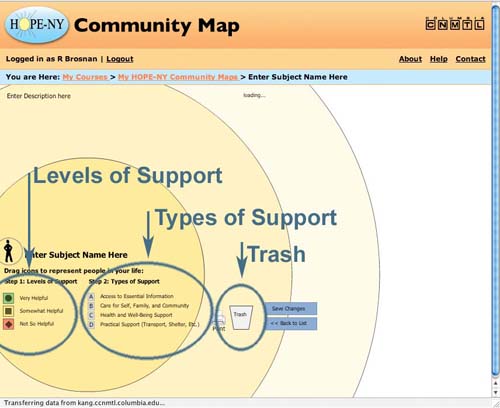 HOPE-NY Community Map
CCNMTL
Logged in as R Brosnan | Logout
About Help Contact
You are Here: My Courses > My HOPE-NY Community Maps > Enter Subject Name Here
Enter Description here
loading...
Levels of Support
Types of Support
Trash
Enter Subject Name Here
Drag icons to represent people in your life:
Step 1: Levels of Support Step 2: Types of Support
Very Helpful
Somewhat Helpful
Not So Helpful
A Access to Essential Information
B Care for Self, Family, and Community
C Health and Well-Being Support
D Practical Support (Transport, Shelter, Etc.)
Print
Trash
Save Changes
<< Back to List
Transferring data from kang.ccnmtl.columbia.edu...